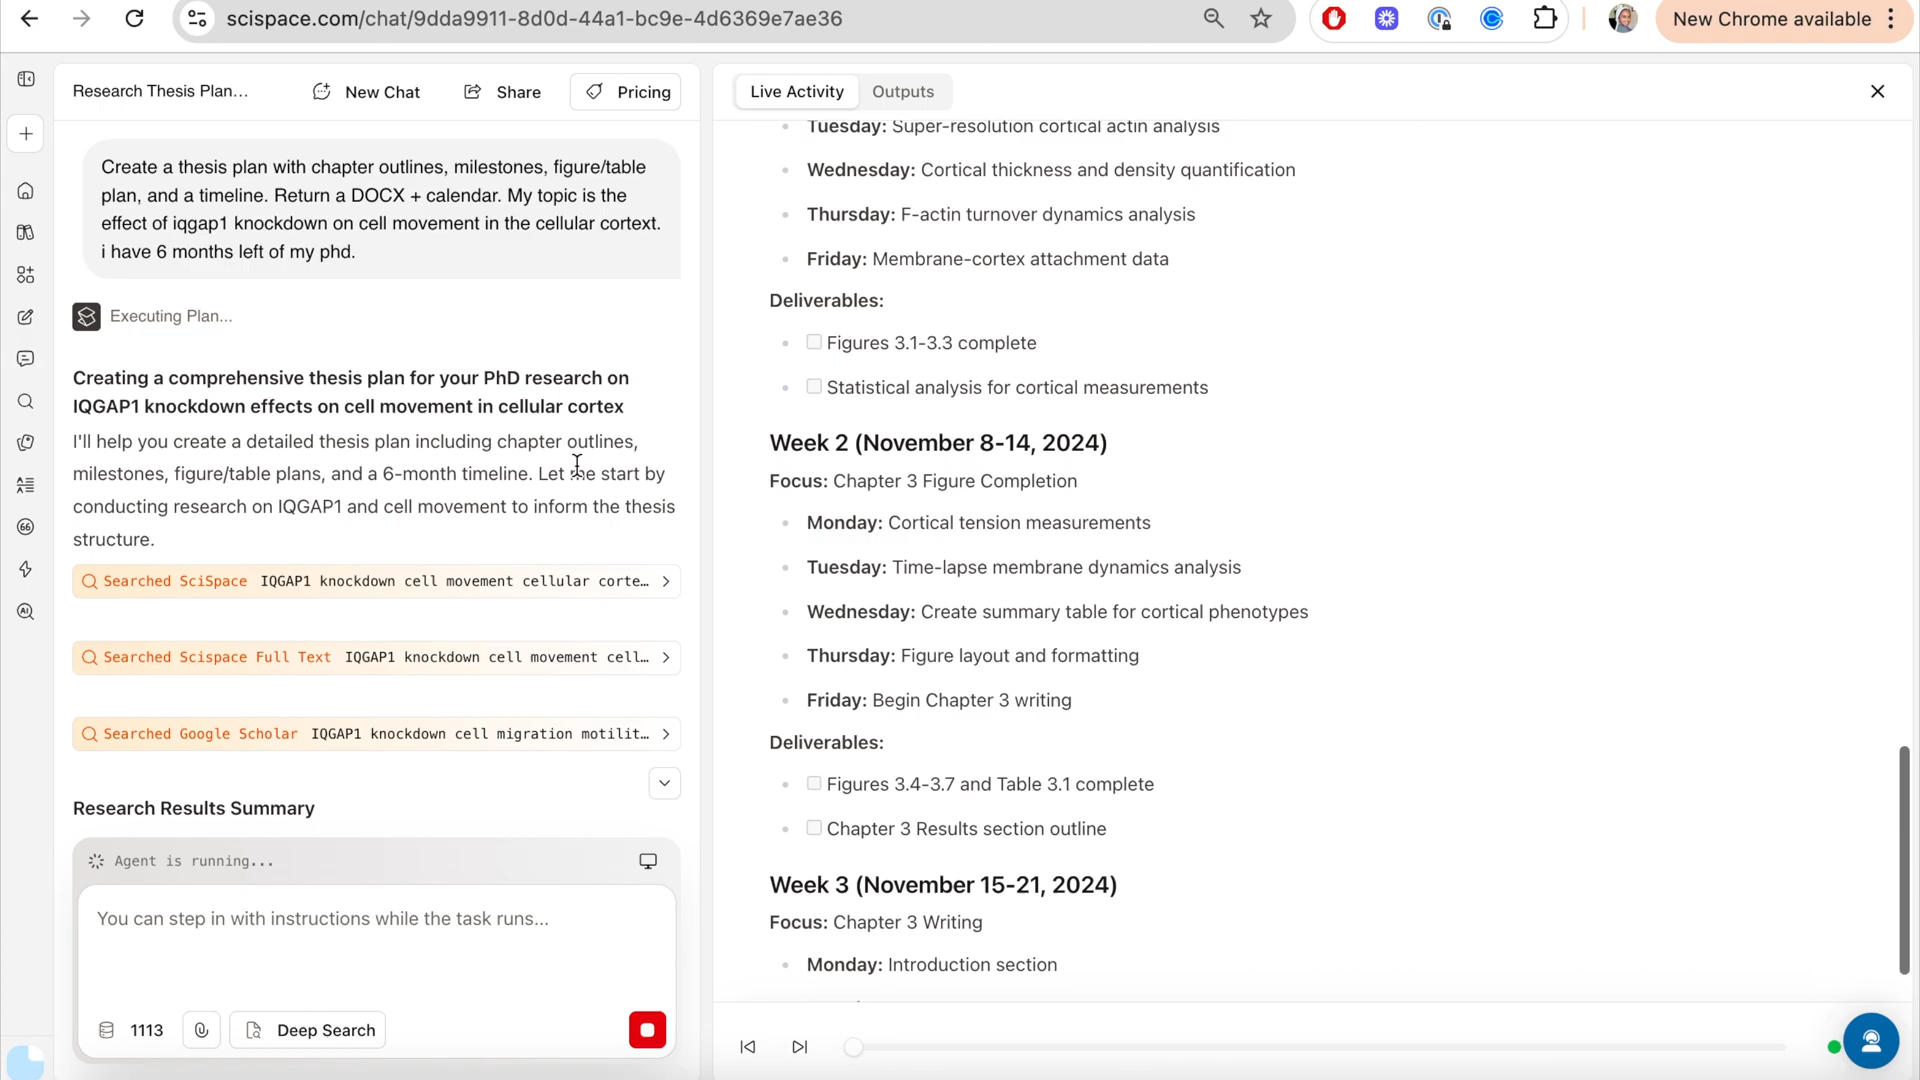 scispace.com/chat/9dda9911-8d0d-44a1-bc9e-4d6369e7ae36
New Chrome available
Research Thesis Plan…
New Chat
Share
Pricing
Create a thesis plan with chapter outlines, milestones, figure/table
plan, and a timeline. Return a DOCX + calendar. My topic is the
effect of iqgap1 knockdown on cell movement in the cellular cortex.
i have 6 months left of my phd.
Executing Plan...
Creating a comprehensive thesis plan for your PhD research on
IQGAP1 knockdown effects on cell movement in cellular cortex
I'll help you create a detailed thesis plan including chapter outlines,
milestones, figure/table plans, and a 6-month timeline. Let me start by
conducting research on IQGAP1 and cell movement to inform the thesis
structure.
Searched SciSpace IQGAP1 knockdown cell movement cellular corte…
Searched Scispace Full Text IQGAP1 knockdown cell movement cell…
Searched Google Scholar IQGAP1 knockdown cell migration motilit…
Research Results Summary
Agent is running...
You can step in with instructions while the task runs...
1113
Deep Search
Live Activity
Outputs
Tuesday: Super-resolution cortical actin analysis
Wednesday: Cortical thickness and density quantification
Thursday: F-actin turnover dynamics analysis
Friday: Membrane-cortex attachment data
Deliverables:
Figures 3.1-3.3 complete
Statistical analysis for cortical measurements
Week 2 (November 8-14, 2024)
Focus: Chapter 3 Figure Completion
Monday: Cortical tension measurements
Tuesday: Time-lapse membrane dynamics analysis
Wednesday: Create summary table for cortical phenotypes
Thursday: Figure layout and formatting
Friday: Begin Chapter 3 writing
Deliverables:
Figures 3.4-3.7 and Table 3.1 complete
Chapter 3 Results section outline
Week 3 (November 15-21, 2024)
Focus: Chapter 3 Writing
Monday: Introduction section